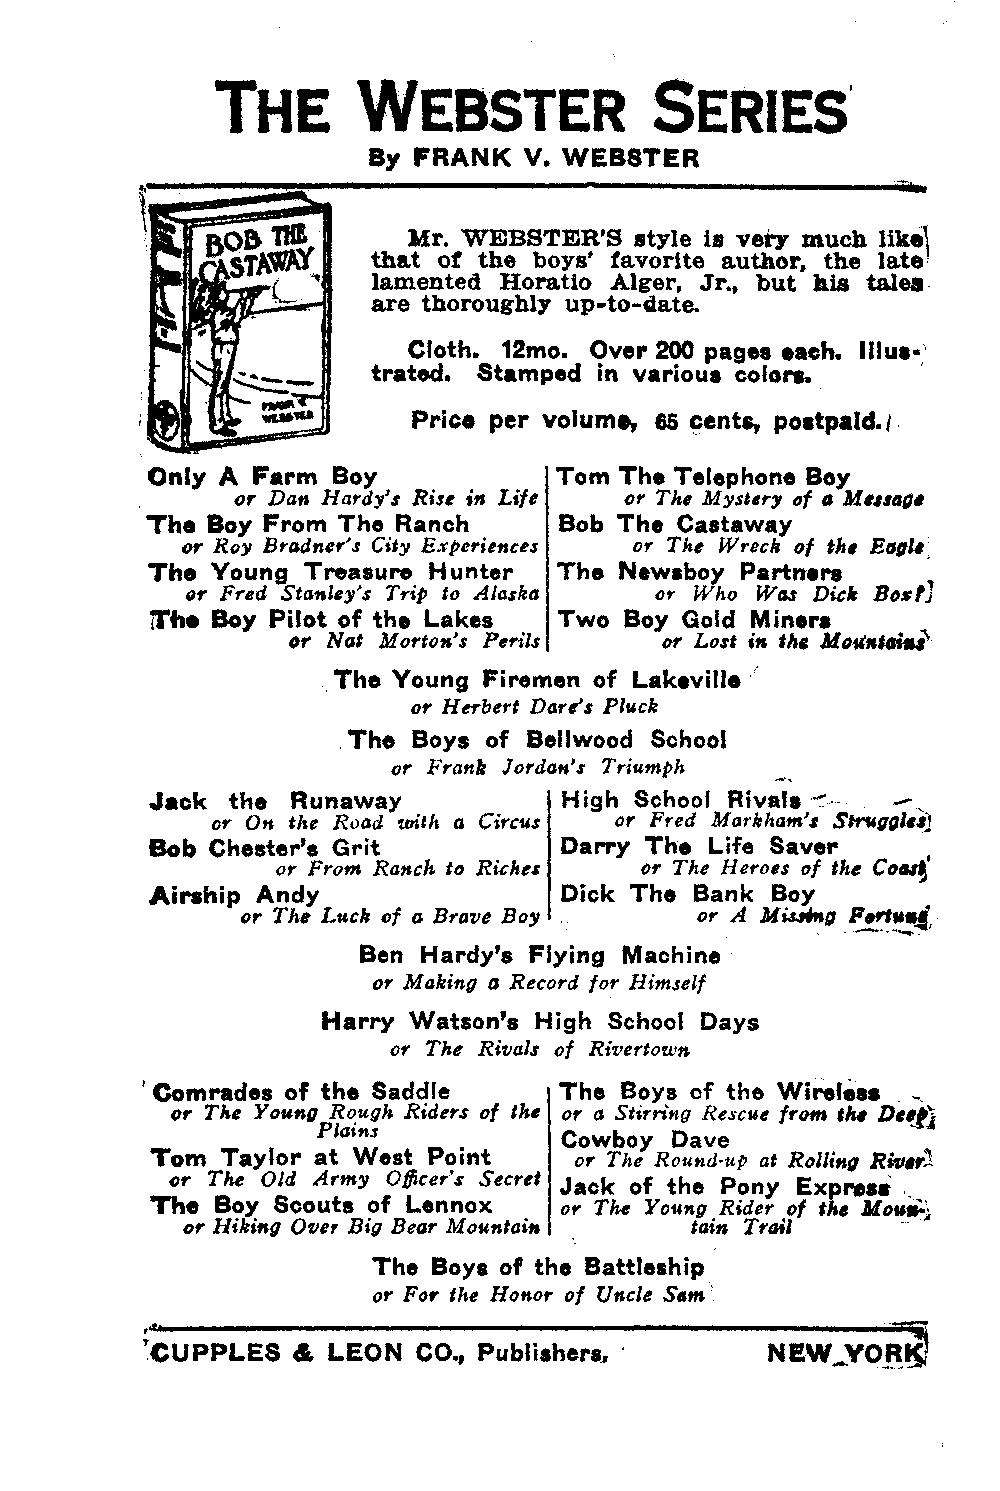 THE WEBSTER SERIES
By FRANK V. WEBSTER
BOB THE
CASTAWAY
FRANK V.
WEBSTER
Mr. WEBSTER'S style is very much like
that of the boys' favorite author, the late
lamented Horatio Alger, Jr., but his tales
are thoroughly up-to-date.
Cloth. 12mo. Over 200 pages each. Illus-
trated. Stamped in various colors.
Price per volume, 65 cents, postpaid.
Only A Farm Boy
or Dan Hardy's Rise in Life
The Boy From The Ranch
or Roy Bradner's City Experiences
The Young Treasure Hunter
or Fred Stanley's Trip to Alaska
The Boy Pilot of the Lakes
or Nat Morton's Perils
Tom The Telephone Boy
or The Mystery of a Message
Bob The Castaway
or The Wreck of the Eagle
The Newsboy Partners
or Who Was Dick Box?
Two Boy Gold Miners
or Lost in the Mountains
The Young Firemen of Lakeville
or Herbert Dare's Pluck
The Boys of Bellwood School
or Frank Jordan's Triumph
Jack the Runaway
or On the Road with a Circus
Bob Chester's Grit
or From Ranch to Riches
Airship Andy
or The Luck of a Brave Boy
High School Rivals
or Fred Markham's Struggles
Darry The Life Saver
or The Heroes of the Coast
Dick The Bank Boy
or A Missing Fortune
Ben Hardy's Flying Machine
or Making a Record for Himself
Harry Watson's High School Days
or The Rivals of Rivertown
Comrades of the Saddle
or The Young Rough Riders of the
Plains
Tom Taylor at West Point
or The Old Army Officer's Secret
The Boy Scouts of Lennox
or Hiking Over Big Bear Mountain
The Boys of the Wireless
or a Stirring Rescue from the Deep
Cowboy Dave
or The Round-up at Rolling River
Jack of the Pony Express
or The Young Rider of the Moun-
tain Trail
The Boys of the Battleship
or For the Honor of Uncle Sam
CUPPLES & LEON CO., Publishers, NEW YORK